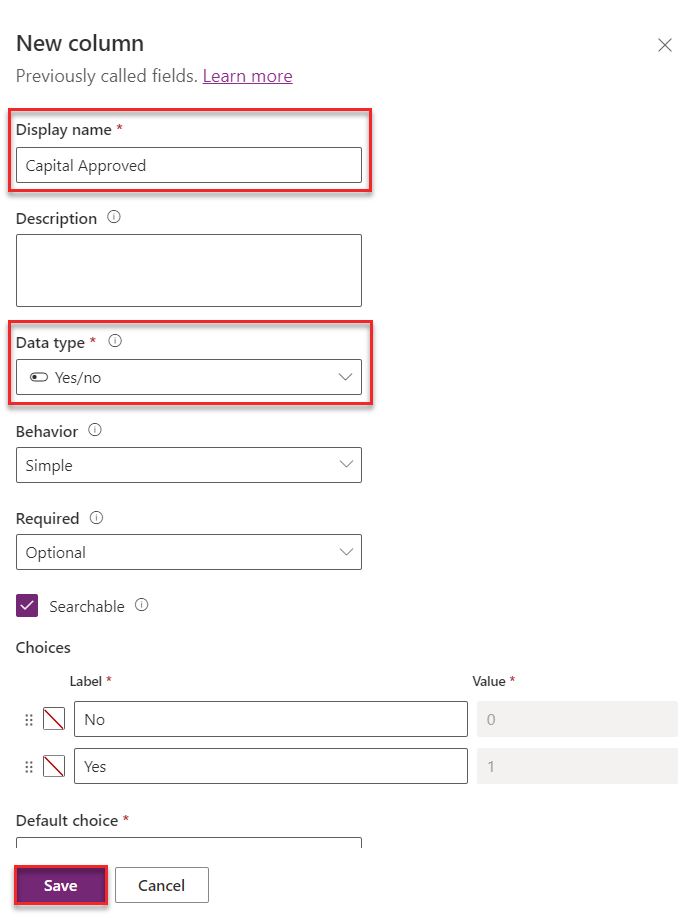 New column
Previously called fields. Learn more
Display name *
Capital Approved
Description
Data type *
Yes/no
Behavior
Simple
Required
Optional
Searchable
Choices
Label * Value *
No 0
Yes 1
Default choice *
Save Cancel